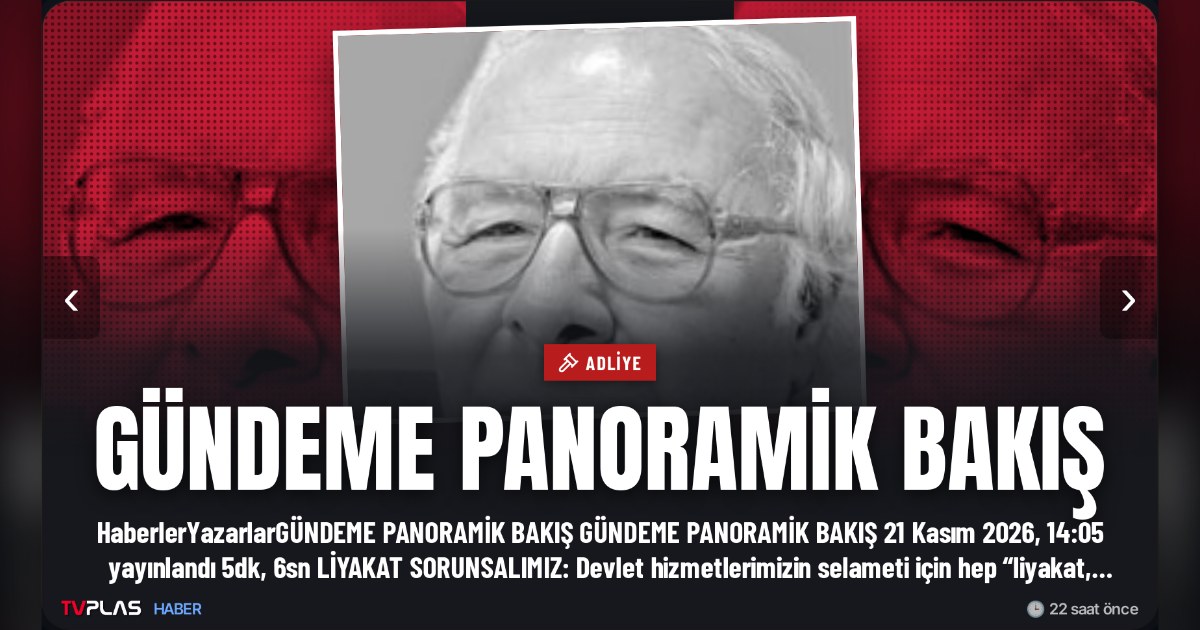 ADLİYE
GÜNDEME PANORAMİK BAKIŞ
HaberlerYazarlarGÜNDEME PANORAMİK BAKIŞ GÜNDEME PANORAMİK BAKIŞ 21 Kasım 2026, 14:05
yayınlandı 5dk, 6sn LİYAKAT SORUNSALIMIZ: Devlet hizmetlerimizin selameti için hep “liyakat,...
TVPLAS HABER
22 saat önce